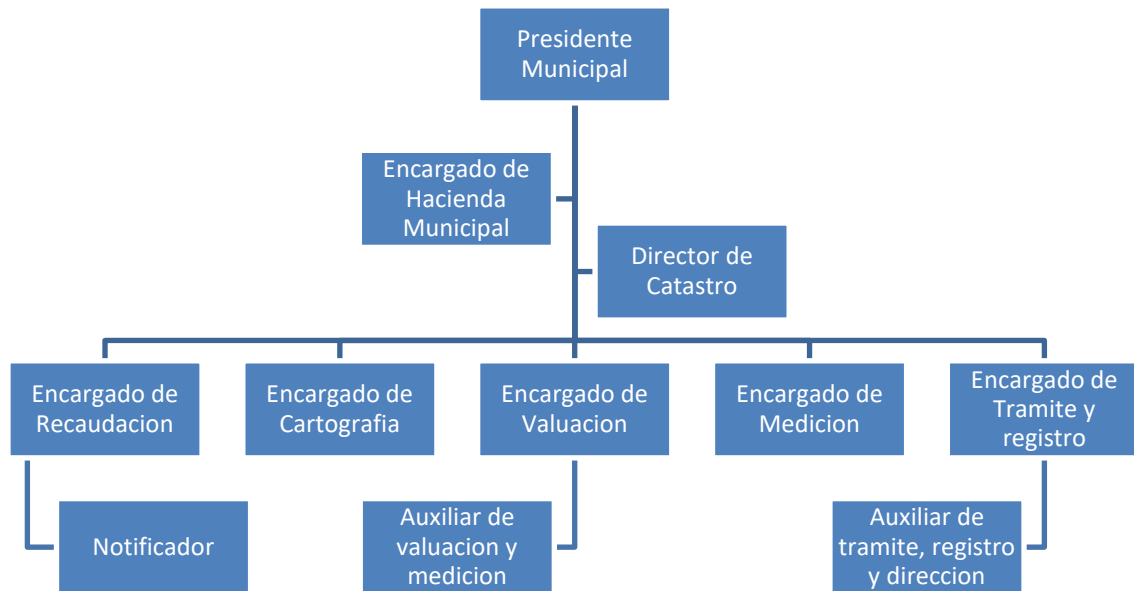 Presidente
Municipal
Encargado de
Hacienda
Municipal
Director de
Catastro
Encargado de
Recaudacion
Encargado de
Cartografia
Encargado de
Valuacion
Encargado de
Medicion
Encargado de
Tramite y
registro
Notificador
Auxiliar de
valuacion y
medicion
Auxiliar de
tramite, registro
y direccion